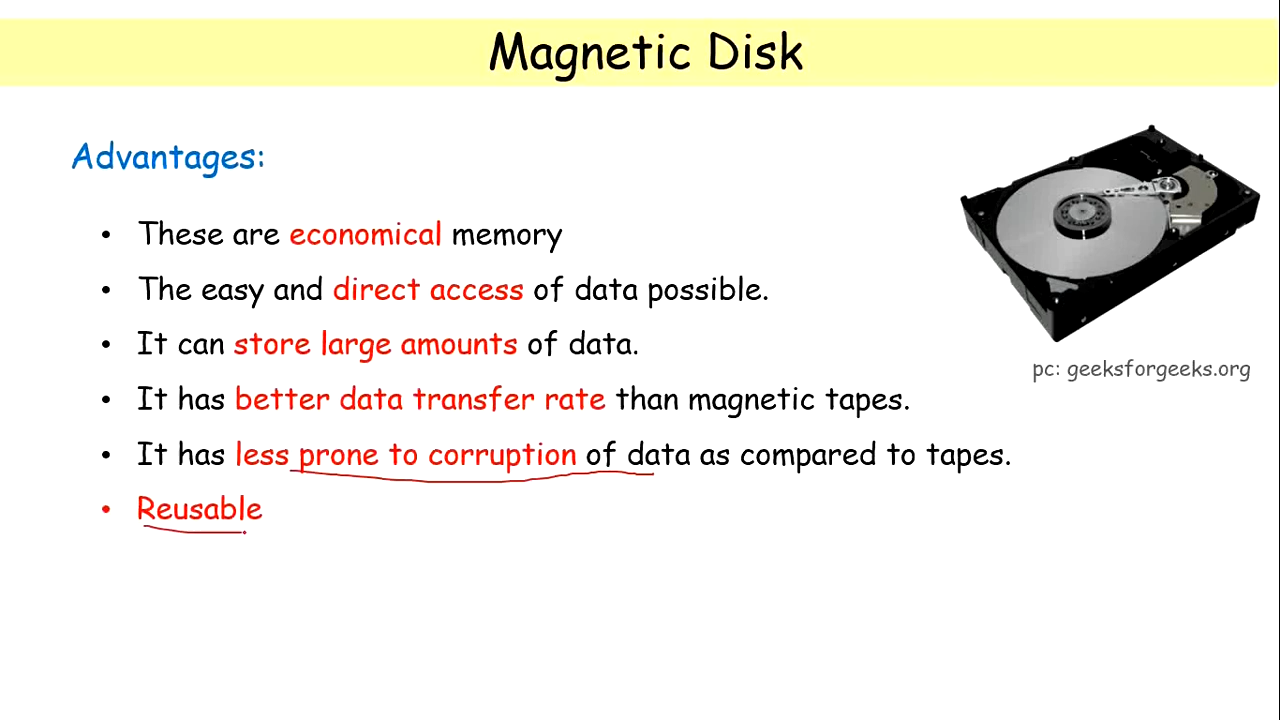 Magnetic Disk
Advantages:
• These are economical memory
• The easy and direct access of data possible.
• It can store large amounts of data.
• It has better data transfer rate than magnetic tapes.
• It has less prone to corruption of data as compared to tapes.
• Reusable
pc: geeksforgeeks.org